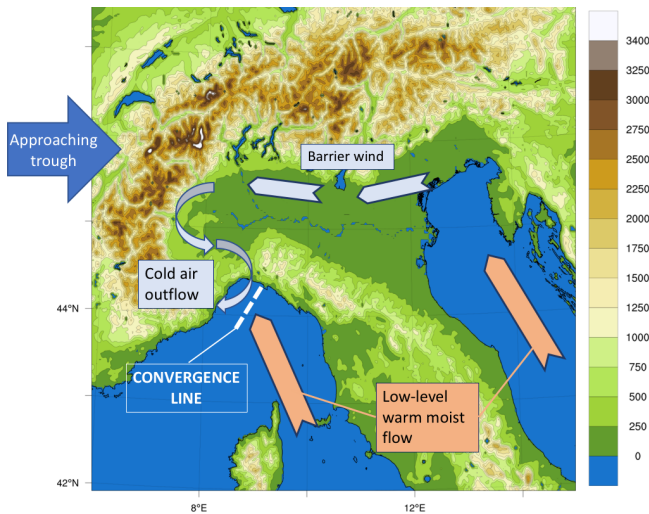 Approaching
trough
Barrier wind
Cold air
outflow
CONVERGENCE
LINE
Low-level
warm moist
flow
44°N
42°N
8°E
12°E
3400
3250
3000
2750
2500
2250
2000
1750
1500
1250
1000
750
500
250
0